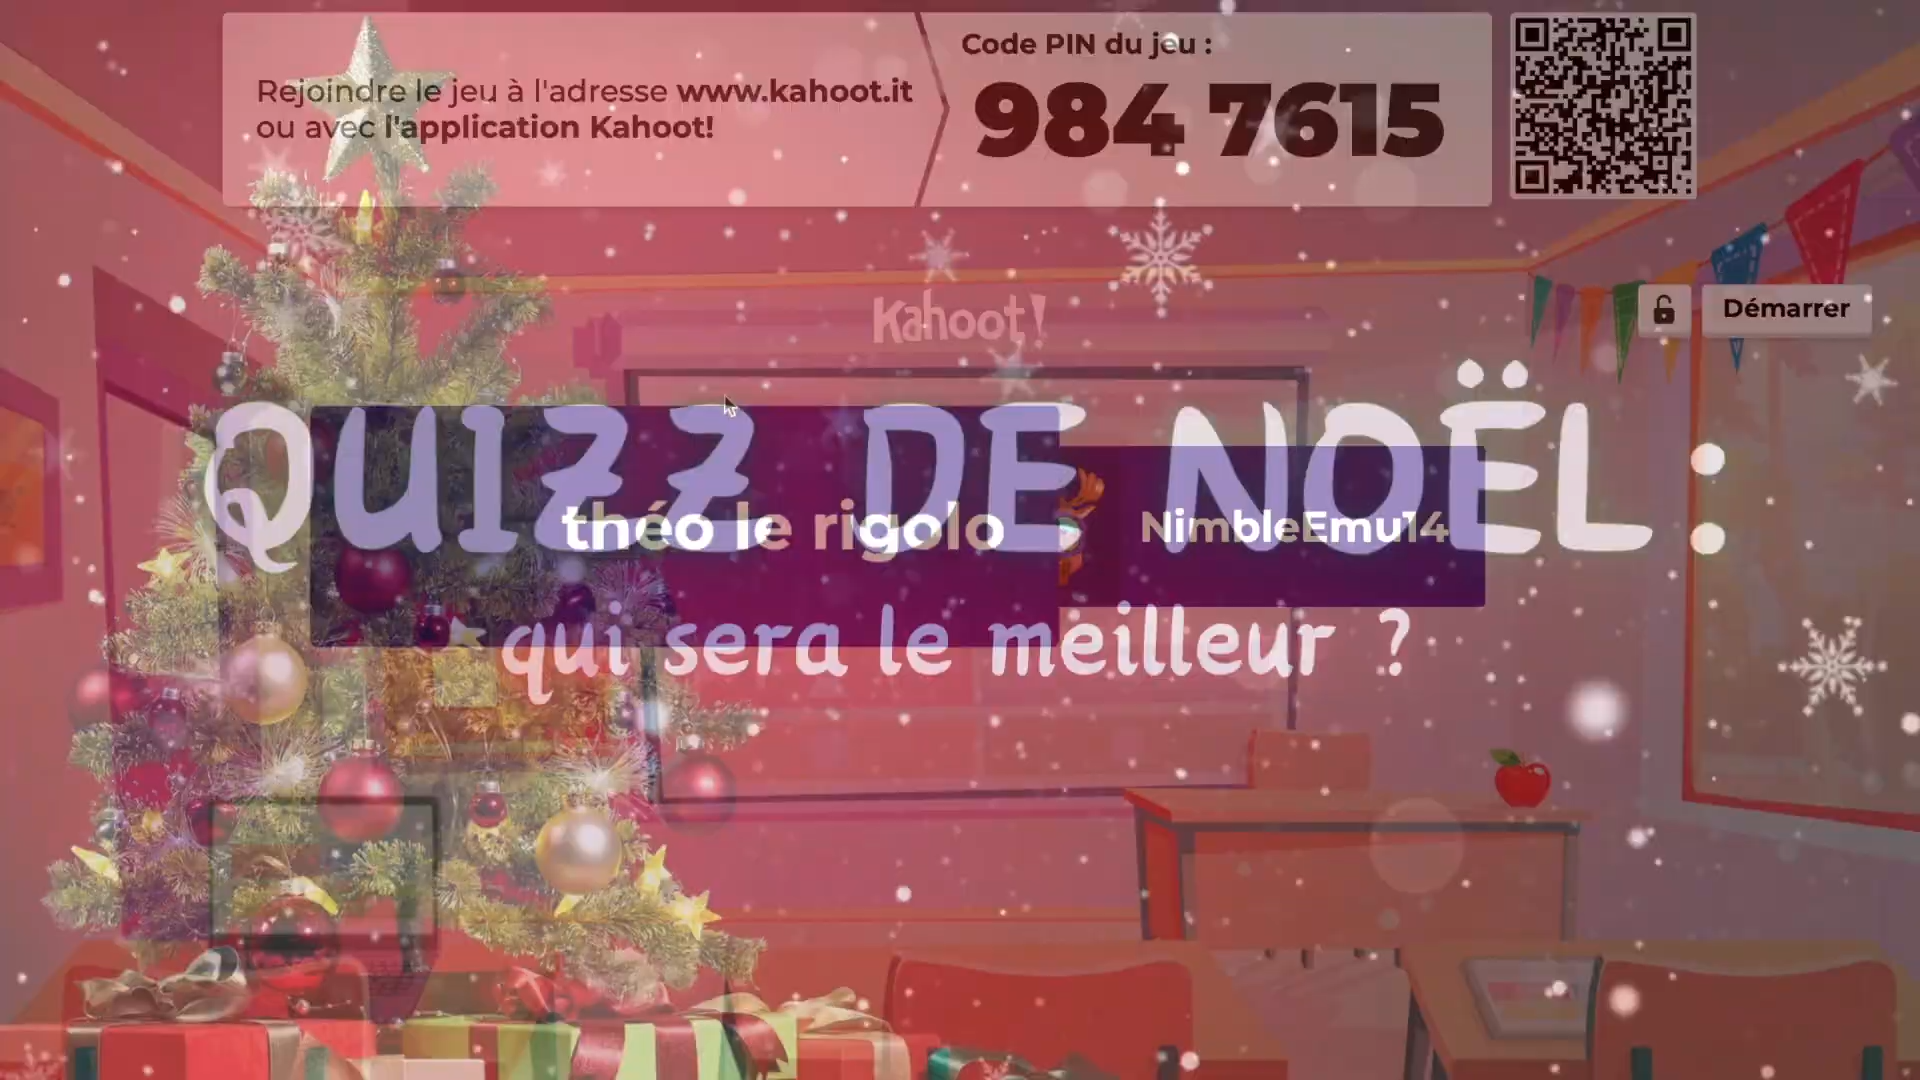 Rejoindre le jeu à l'adresse www.kahoot.it
ou avec l'application Kahoot!
Code PIN du jeu :
984 7615
Kahoot!
Démarrer
QUIZZ DE NOËL :
théo le rigolo
NimbleEmu14
qui sera le meilleur ?